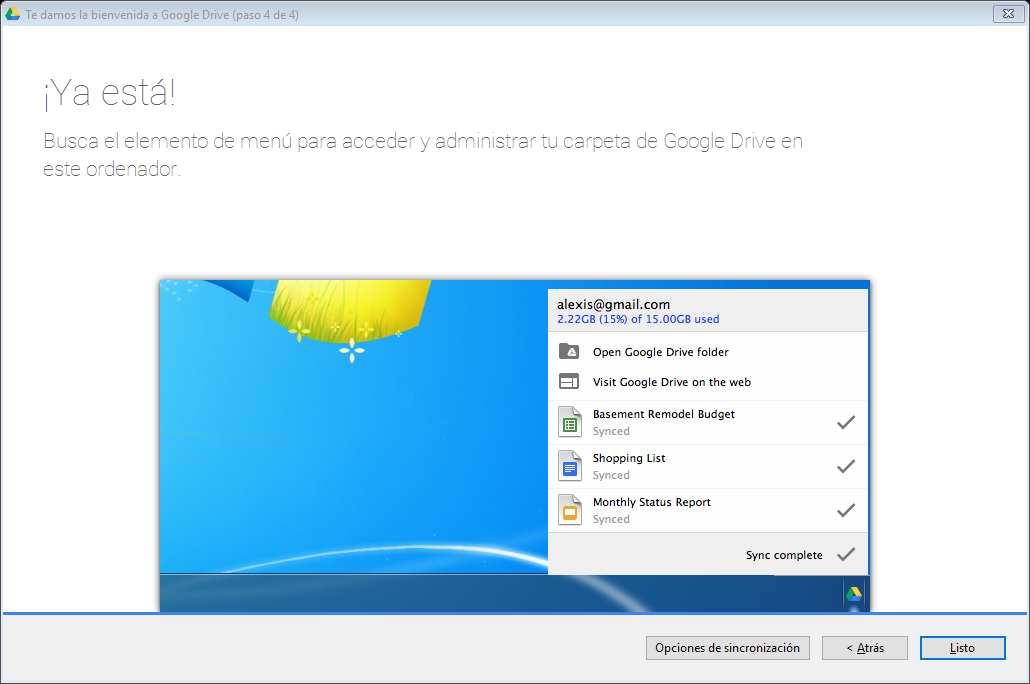 Te damos la bienvenida a Google Drive (paso 4 de 4)
¡Ya está!
Busca el elemento de menú para acceder y administrar tu carpeta de Google Drive en
este ordenador.
alexis@gmail.com
2.22GB (15%) of 15.00GB used
Open Google Drive folder
Visit Google Drive on the web
Basement Remodel Budget
Synced
Shopping List
Synced
Monthly Status Report
Synced
Sync complete
Opciones de sincronización
< Atrás
Listo